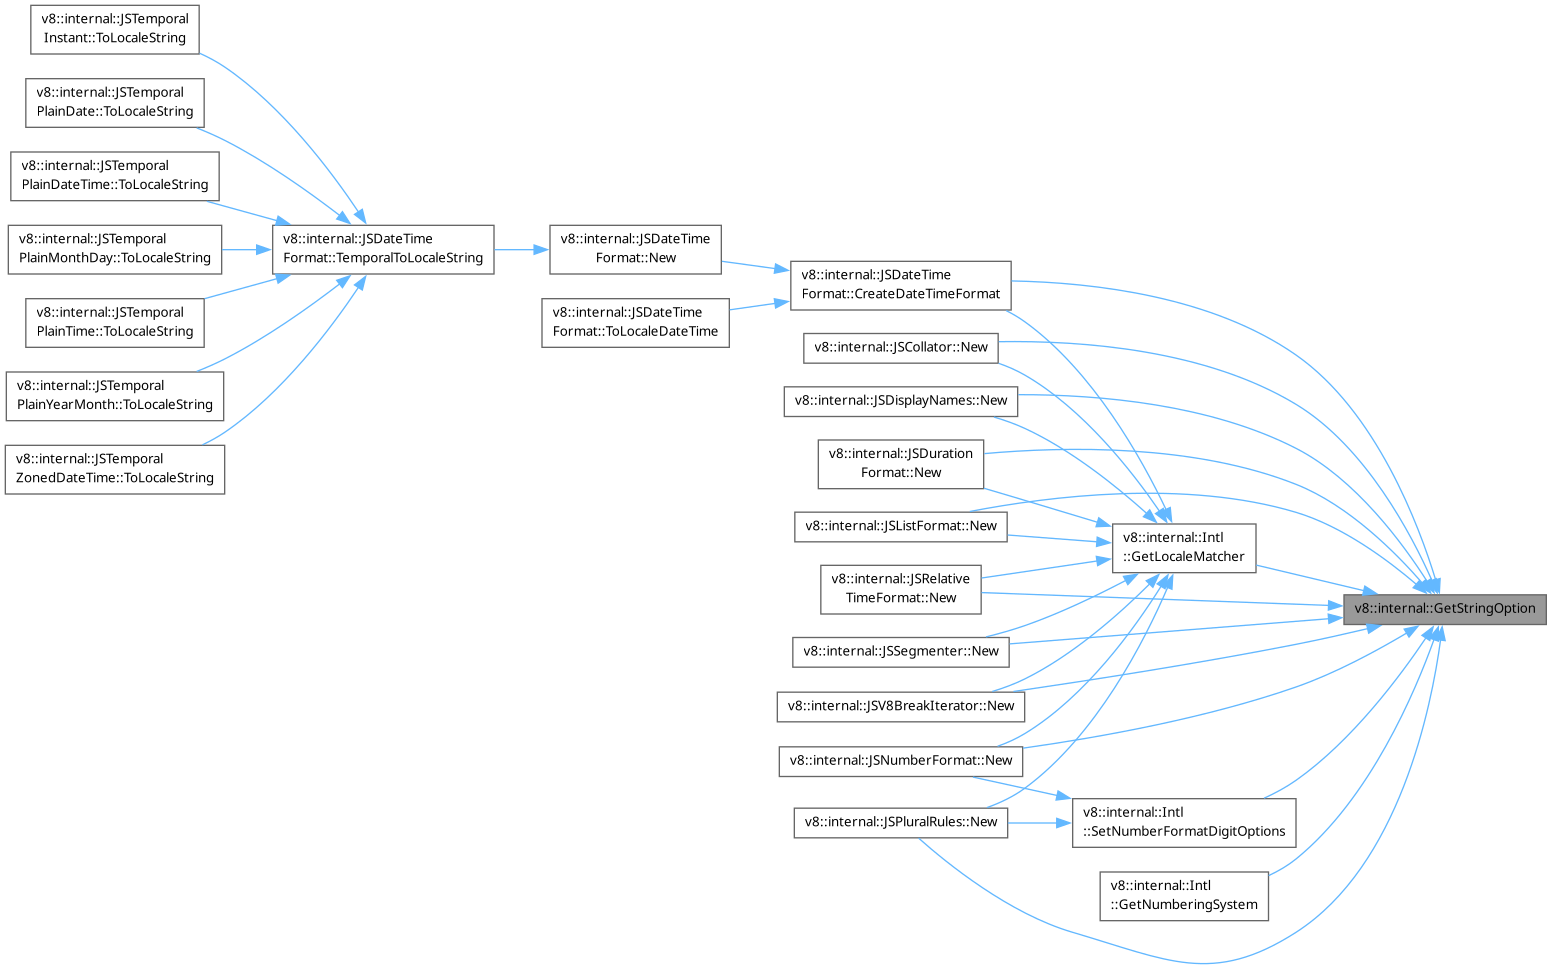 v8::internal::JSTemporal
Instant::ToLocaleString
v8::internal::JSTemporal
PlainDate::ToLocaleString
v8::internal::JSTemporal
PlainDateTime::ToLocaleString
v8::internal::JSTemporal
PlainMonthDay::ToLocaleString
v8::internal::JSTemporal
PlainTime::ToLocaleString
v8::internal::JSTemporal
PlainYearMonth::ToLocaleString
v8::internal::JSTemporal
ZonedDateTime::ToLocaleString
v8::internal::JSDateTime
Format::TemporalToLocaleString
v8::internal::JSDateTime
Format::New
v8::internal::JSDateTime
Format::ToLocaleDateTime
v8::internal::JSDateTime
Format::CreateDateTimeFormat
v8::internal::JSCollator::New
v8::internal::JSDisplayNames::New
v8::internal::JSDuration
Format::New
v8::internal::JSListFormat::New
v8::internal::JSRelative
TimeFormat::New
v8::internal::JSSegmenter::New
v8::internal::JSV8BreakIterator::New
v8::internal::JSNumberFormat::New
v8::internal::JSPluralRules::New
v8::internal::Intl
::GetLocaleMatcher
v8::internal::Intl
::SetNumberFormatDigitOptions
v8::internal::Intl
::GetNumberingSystem
v8::internal::GetStringOption